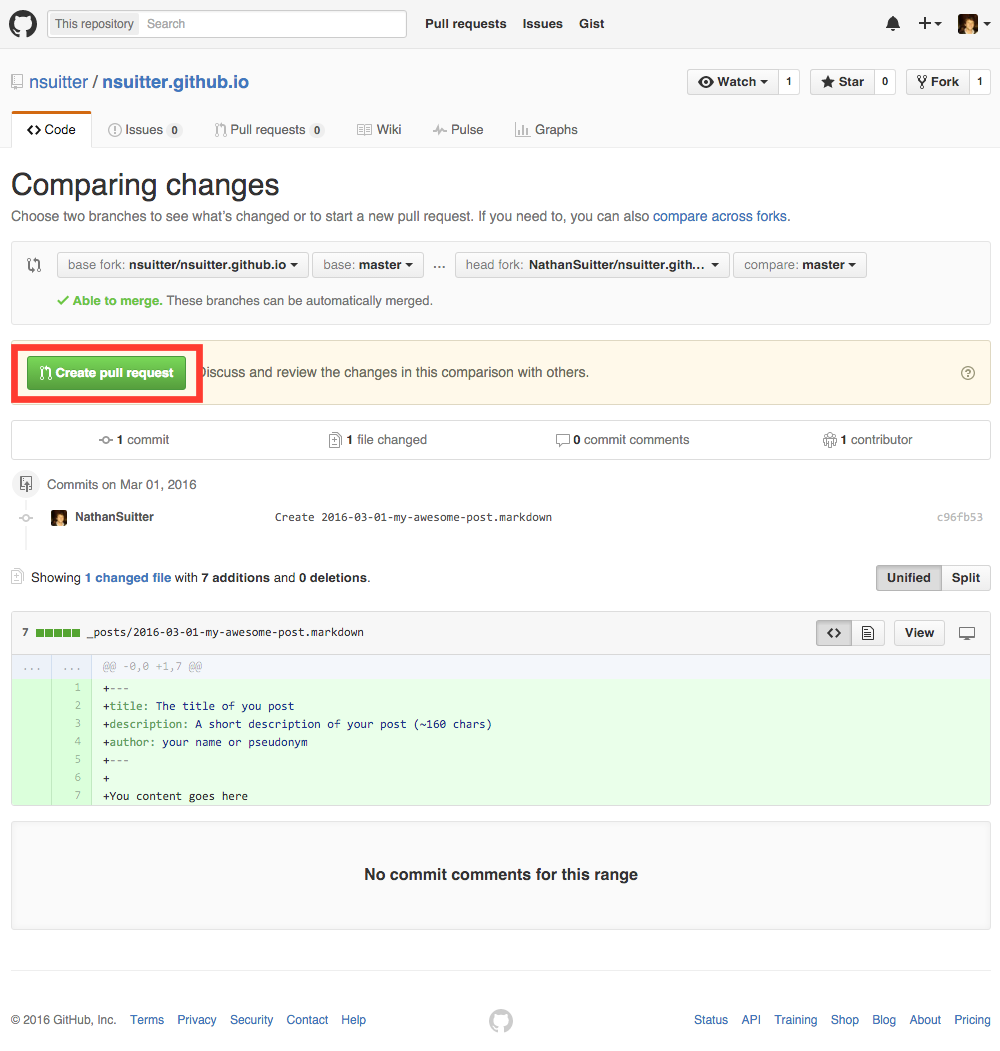 This repository Search Pull requests Issues Gist
nsuitter / nsuitter.github.io Watch 1 Star 0 Fork 1
Code Issues 0 Pull requests 0 Wiki Pulse Graphs
Comparing changes
Choose two branches to see what's changed or to start a new pull request. If you need to, you can also compare across forks.
base fork: nsuitter/nsuitter.github.io base: master ... head fork: NathanSuitter/nsuitter.gith... compare: master
Able to merge. These branches can be automatically merged.
Create pull request Discuss and review the changes in this comparison with others.
1 commit 1 file changed 0 commit comments 1 contributor
Commits on Mar 01, 2016
NathanSuitter Create 2016-03-01-my-awesome-post.markdown c96fb53
Showing 1 changed file with 7 additions and 0 deletions. Unified Split
7 _posts/2016-03-01-my-awesome-post.markdown <> View
... ... @@ -0,0 +1,7 @@
1 +---
2 +title: The title of you post
3 +description: A short description of your post (~160 chars)
4 +author: your name or pseudonym
5 +---
6 +
7 +You content goes here
No commit comments for this range
© 2016 GitHub, Inc. Terms Privacy Security Contact Help Status API Training Shop Blog About Pricing